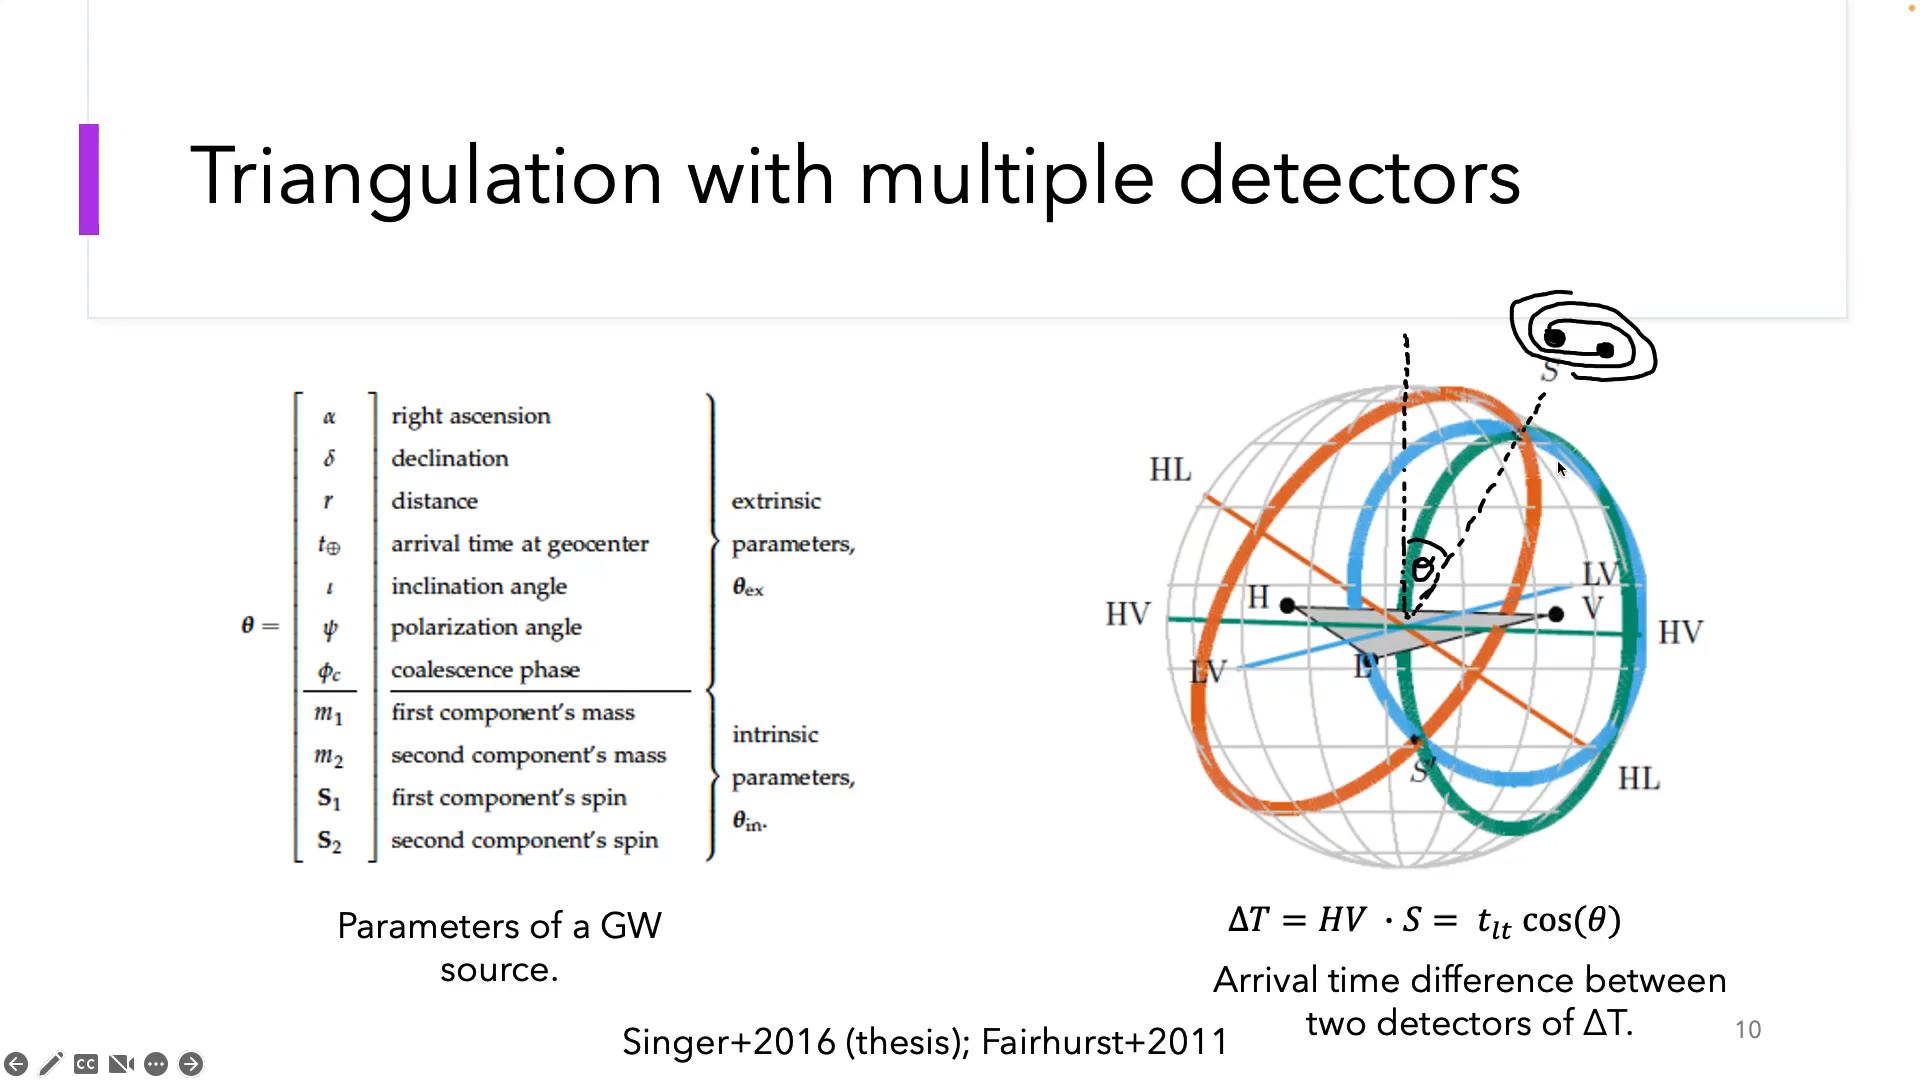 Triangulation with multiple detectors
θ =
α right ascension
δ declination
r distance
t⊕ arrival time at geocenter
ι inclination angle
ψ polarization angle
ϕc coalescence phase
m1 first component's mass
m2 second component's mass
S1 first component's spin
S2 second component's spin
extrinsic
parameters,
θex
intrinsic
parameters,
θin.
Parameters of a GW
source.
S
HL
θ
LV
H
V
HV
HV
LV
L
S'
HL
ΔT = HV · S = tlt cos(θ)
Arrival time difference between
two detectors of ΔT.
Singer+2016 (thesis); Fairhurst+2011
10
CC